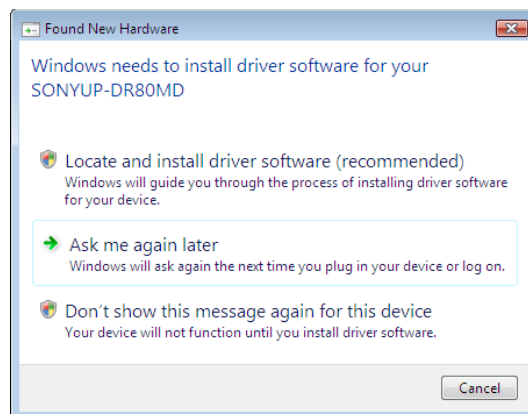 Found New Hardware
Windows needs to install driver software for your
SONYUP-DR80MD
Locate and install driver software (recommended)
Windows will guide you through the process of installing driver software
for your device.
Ask me again later
Windows will ask again the next time you plug in your device or log on.
Don't show this message again for this device
Your device will not function until you install driver software.
Cancel